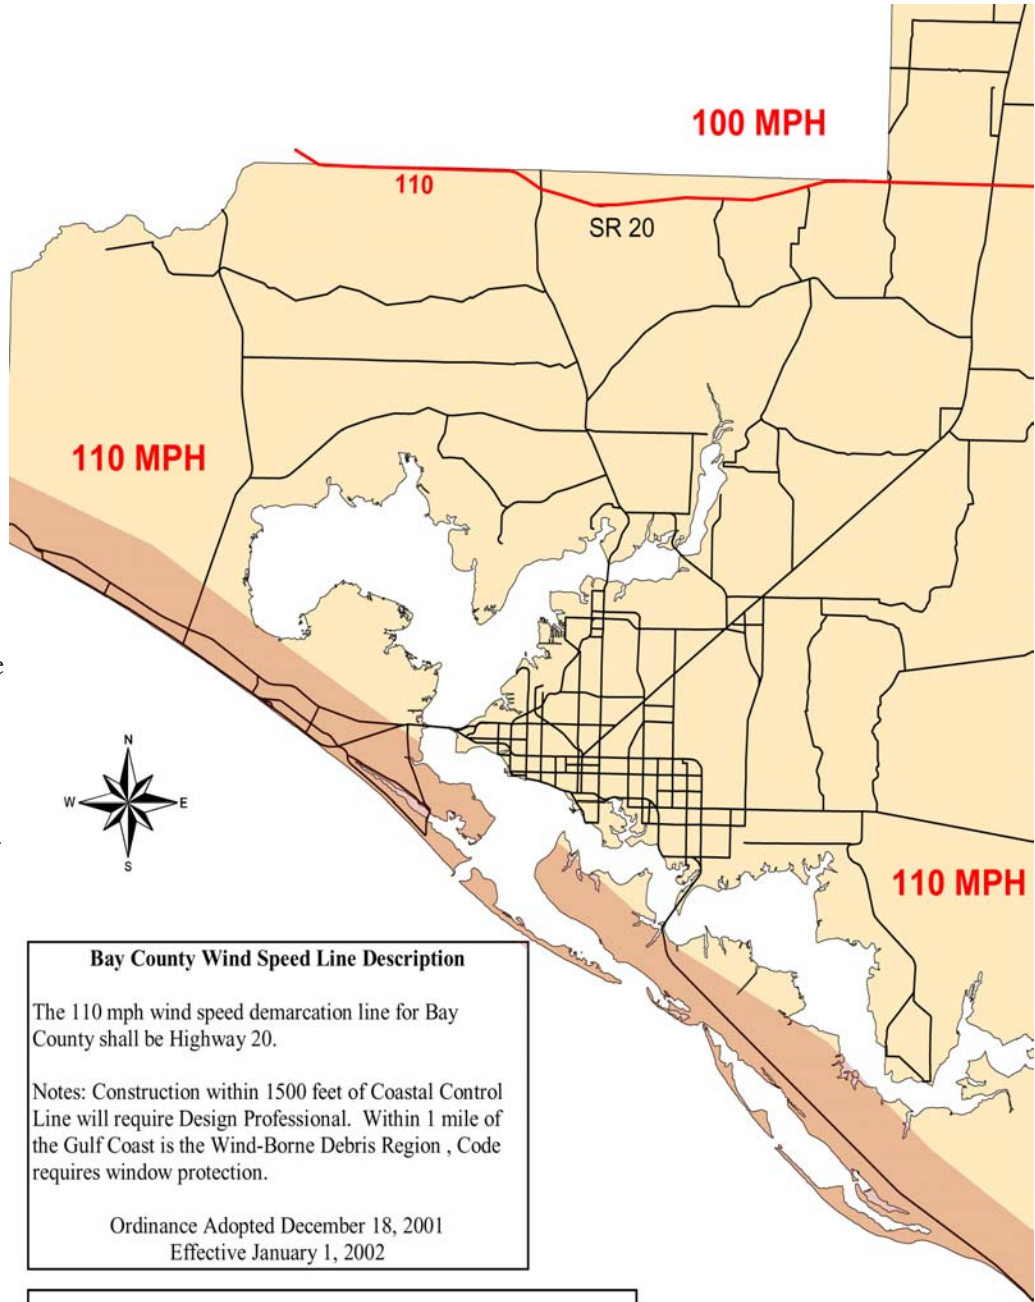 100 MPH
110
SR 20
110 MPH
e
N
W E
S
110 MPH
Bay County Wind Speed Line Description
The 110 mph wind speed demarcation line for Bay
County shall be Highway 20.
Notes: Construction within 1500 feet of Coastal Control
Line will require Design Professional.  Within 1 mile of
the Gulf Coast is the Wind-Borne Debris Region , Code
requires window protection.
Ordinance Adopted December 18, 2001
Effective January 1, 2002